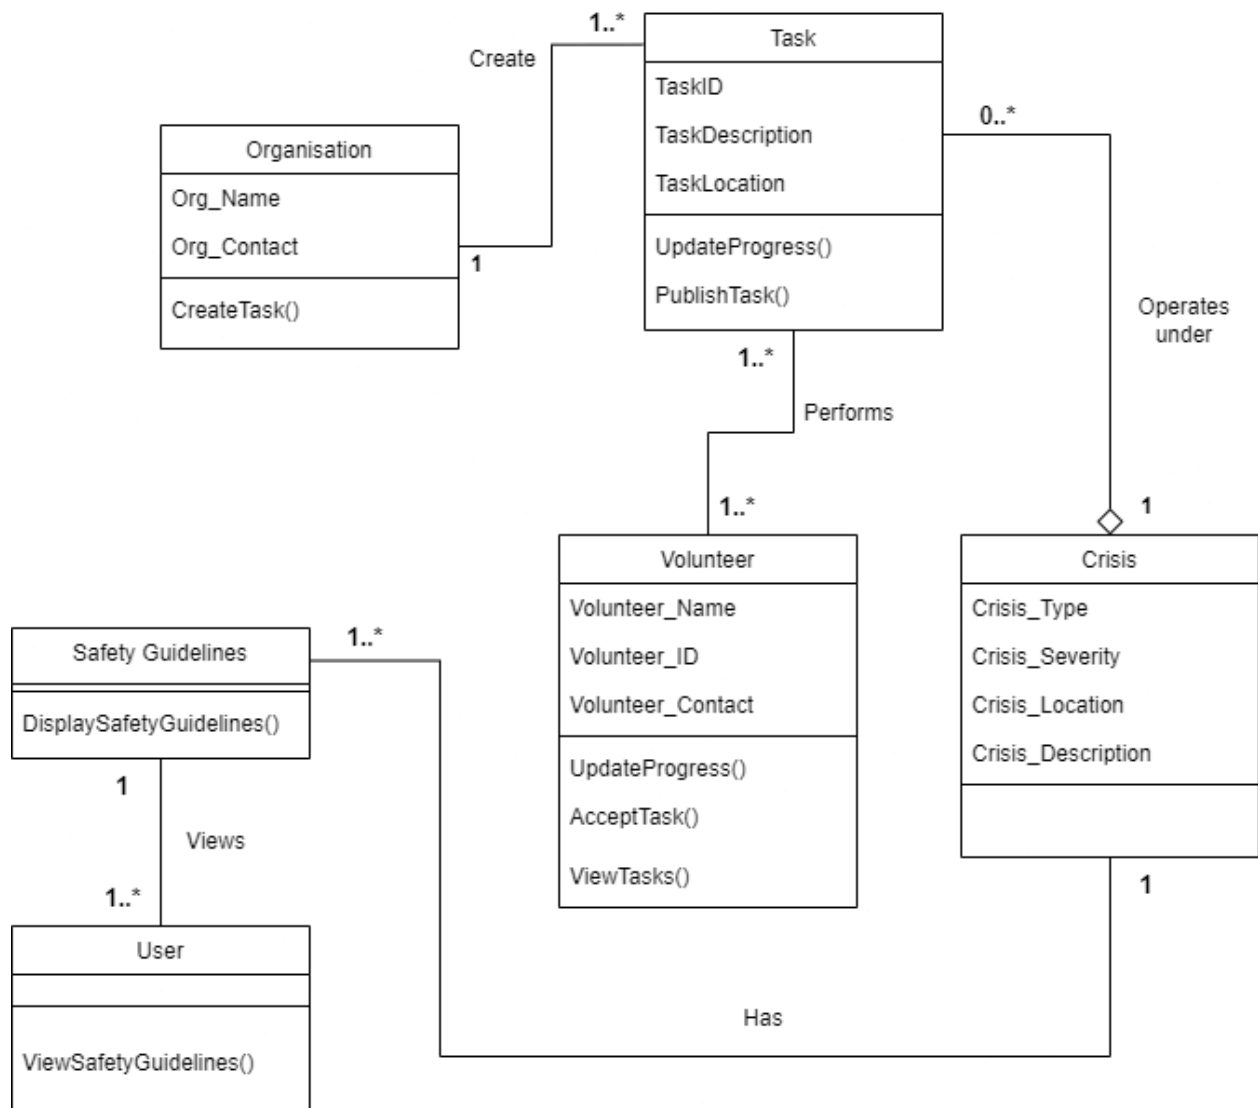 1..*
Create
Task
TaskID
TaskDescription
TaskLocation
UpdateProgress()
PublishTask()
0..*
Organisation
Org_Name
Org_Contact
CreateTask()
1
Operates
under
1..*
Performs
1..*
1
Volunteer
Volunteer_Name
Volunteer_ID
Volunteer_Contact
UpdateProgress()
AcceptTask()
ViewTasks()
Crisis
Crisis_Type
Crisis_Severity
Crisis_Location
Crisis_Description
1
1..*
Safety Guidelines
DisplaySafetyGuidelines()
1
Views
1..*
User
ViewSafetyGuidelines()
Has